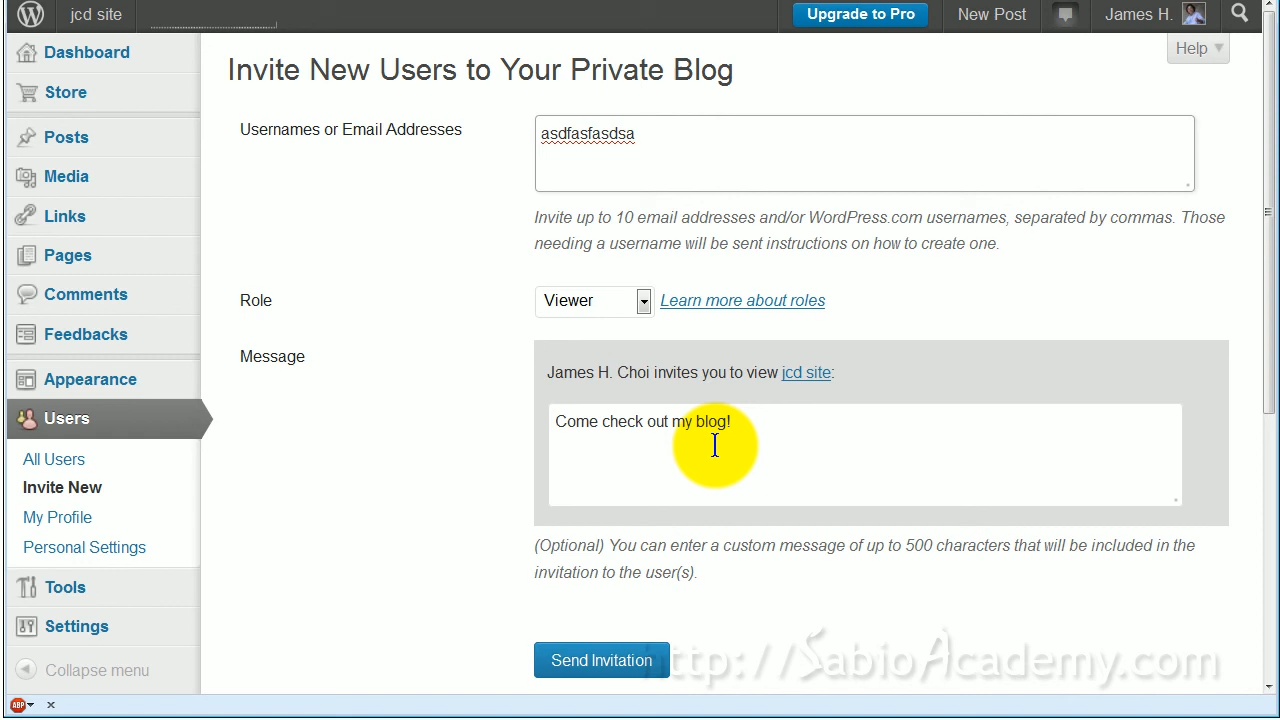 jcd site
Upgrade to Pro
New Post
James H.
Help
Dashboard
Store
Posts
Media
Links
Pages
Comments
Feedbacks
Appearance
Users
All Users
Invite New
My Profile
Personal Settings
Tools
Settings
Collapse menu
Invite New Users to Your Private Blog
Usernames or Email Addresses
asdfasfasdsa
Invite up to 10 email addresses and/or WordPress.com usernames, separated by commas. Those
needing a username will be sent instructions on how to create one.
Role
Viewer
Learn more about roles
Message
James H. Choi invites you to view jcd site:
Come check out my blog!
(Optional) You can enter a custom message of up to 500 characters that will be included in the
invitation to the user(s).
Send Invitation
http://SabioAcademy.com
ABP